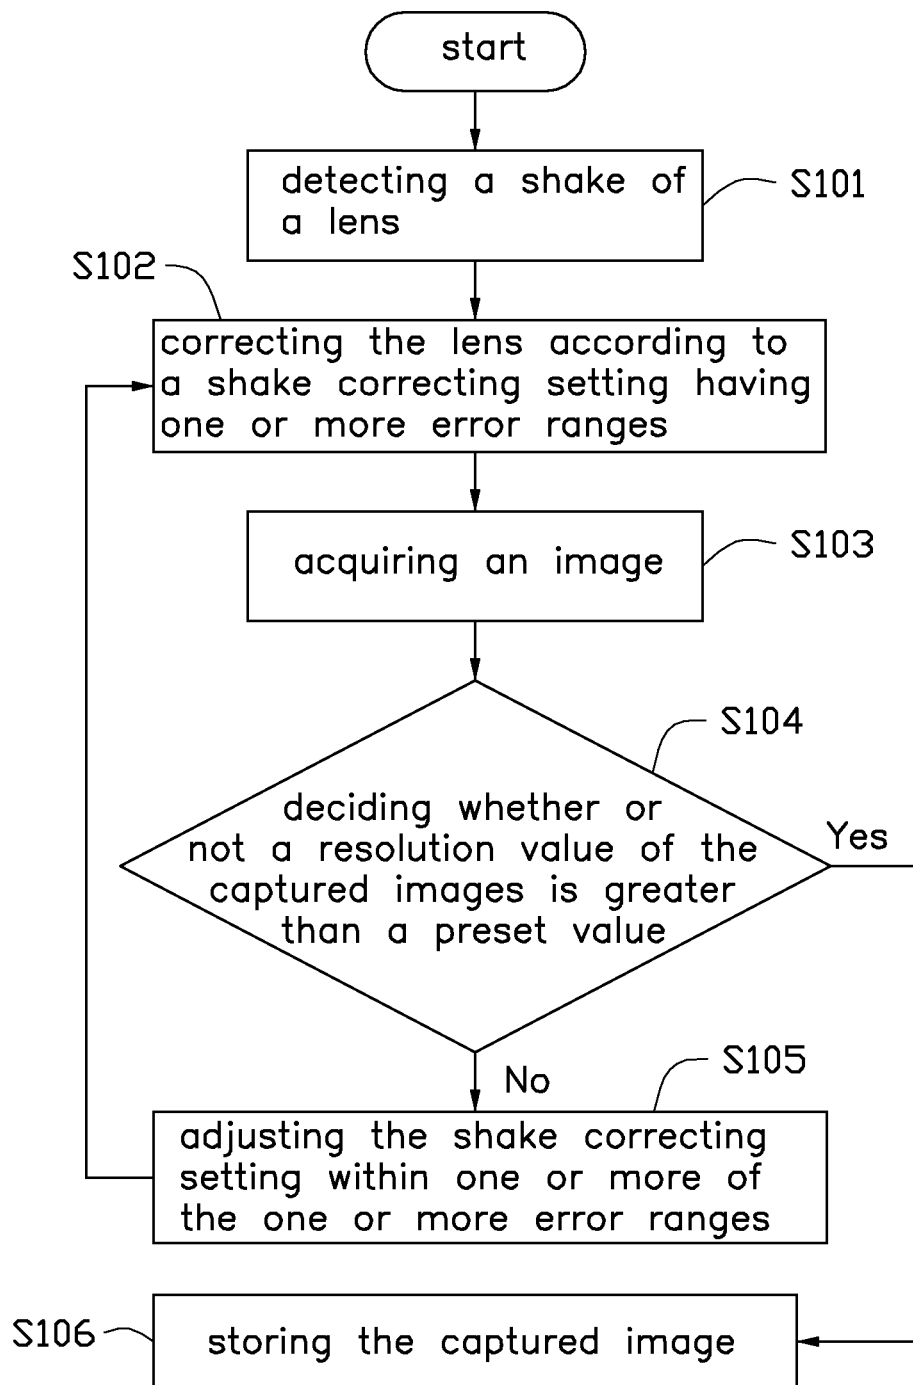 start
detecting a shake of
a lens
S101
S102
correcting the lens according to
a shake correcting setting having
one or more error ranges
acquiring an image
S103
S104
deciding whether or
not a resolution value of the
captured images is greater
than a preset value
Yes
No
S105
adjusting the shake correcting
setting within one or more of
the one or more error ranges
S106
storing the captured image